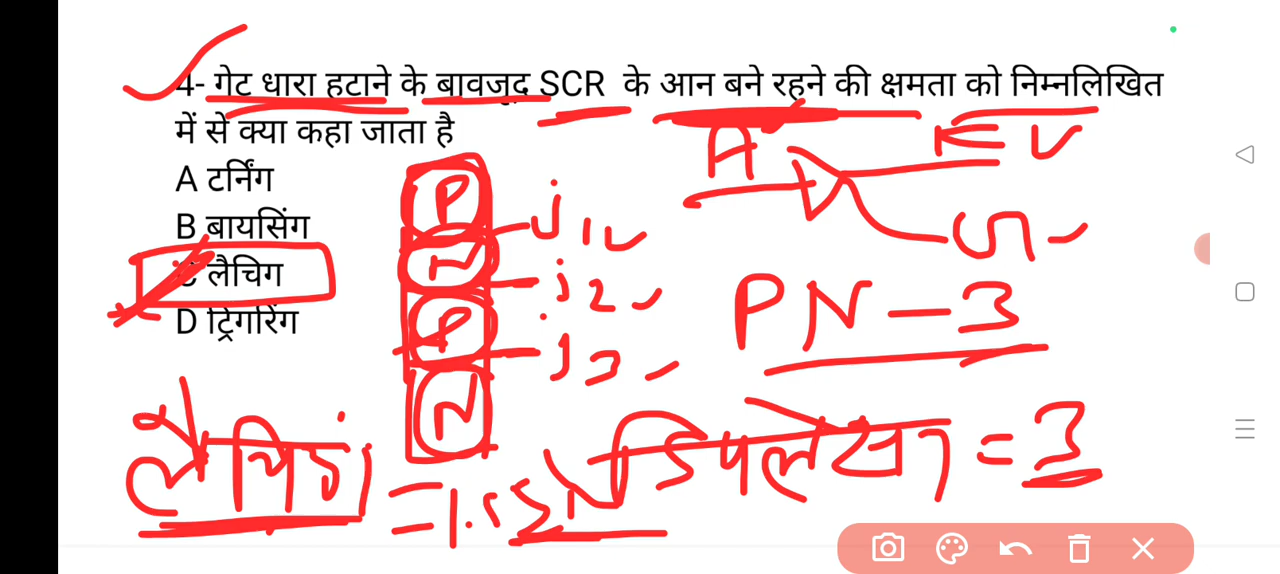 4- गेट धारा हटाने के बावजूद SCR के आन बने रहने की क्षमता को निम्नलिखित
में से क्या कहा जाता है
A टर्निंग
B बायसिंग
C लैचिग
D ट्रिगरिंग
A K
P J1
N J2
P J3
N
PN-3
लैचिंग
डिपलेशन = 3